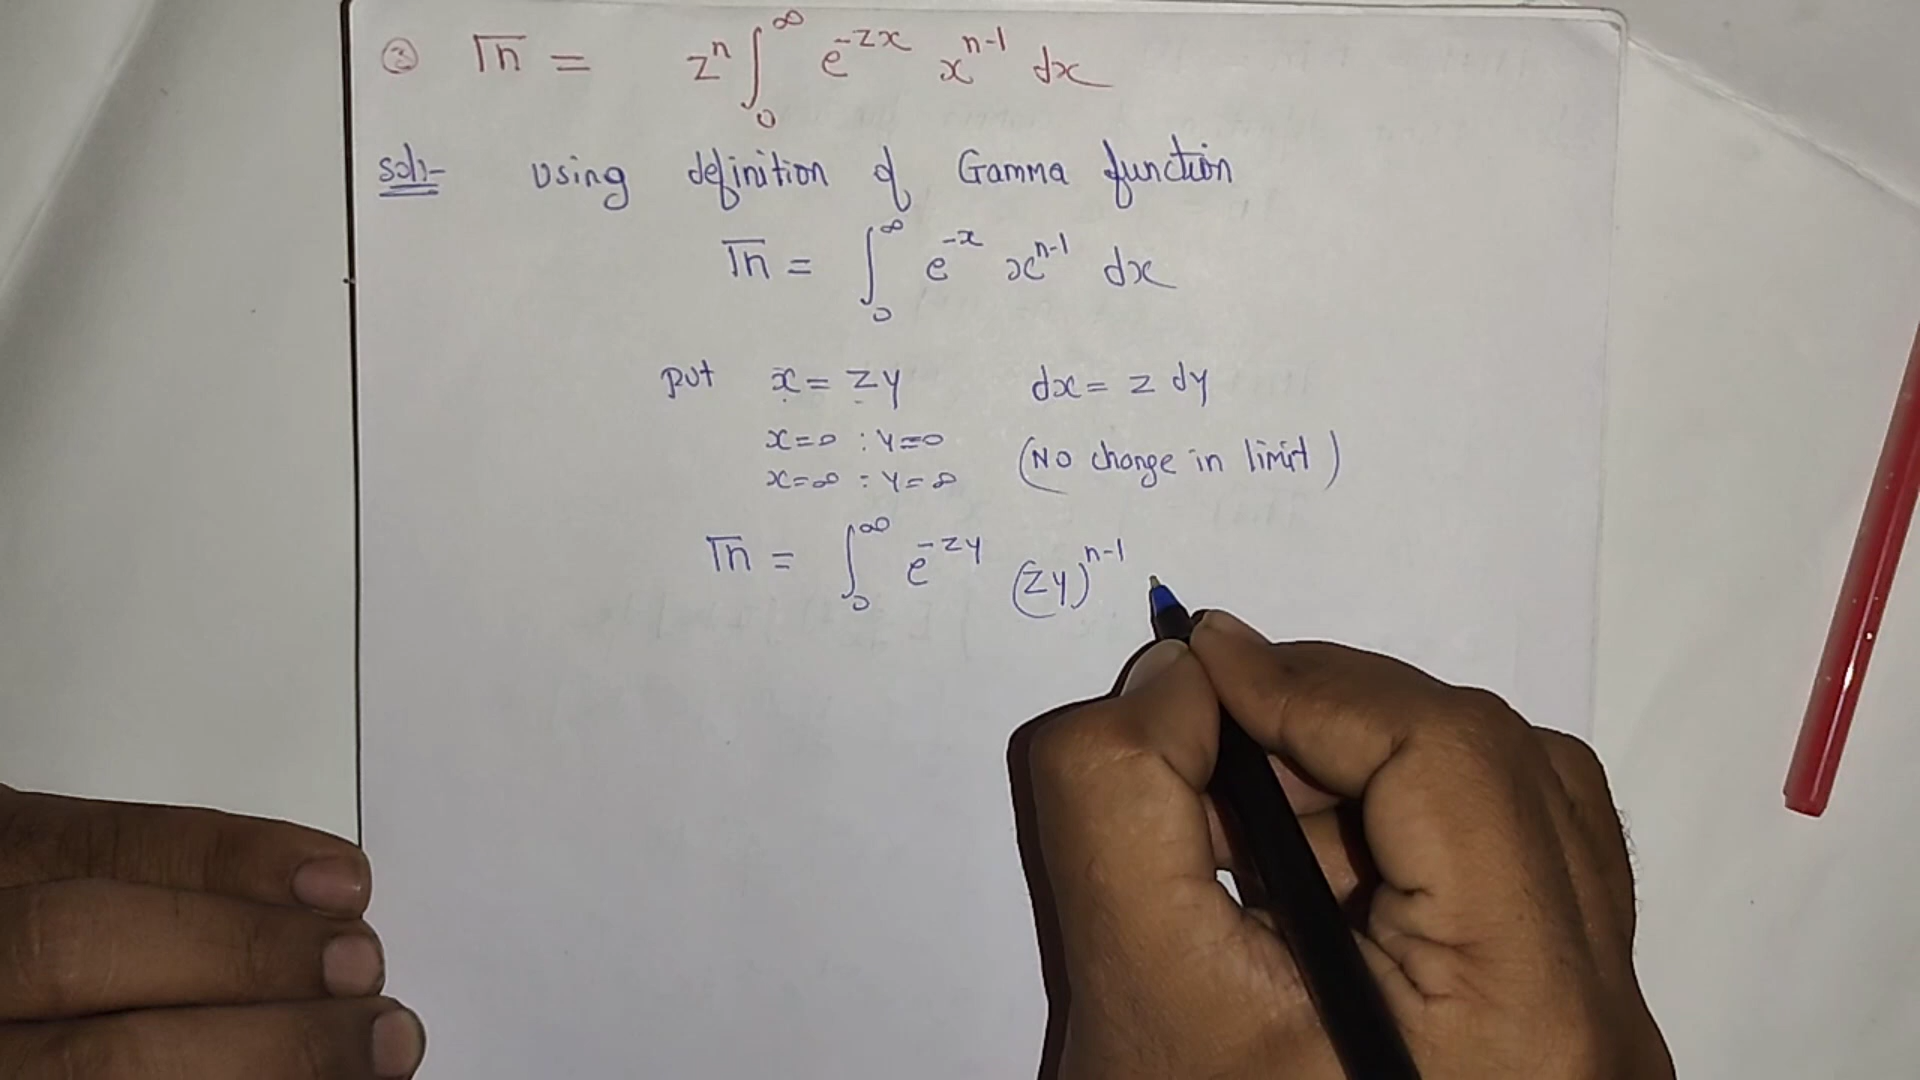 ③ Γn = zⁿ ∫₀^∞ e^{-zx} x^{n-1} dx
Soln- Using definition of Gamma function
Γn = ∫₀^∞ e^{-x} x^{n-1} dx
put x = zy dx = z dy
x=0 : y=0 (No change in limit)
x=∞ : y=∞
Γn = ∫₀^∞ e^{-zy} (zy)^{n-1}